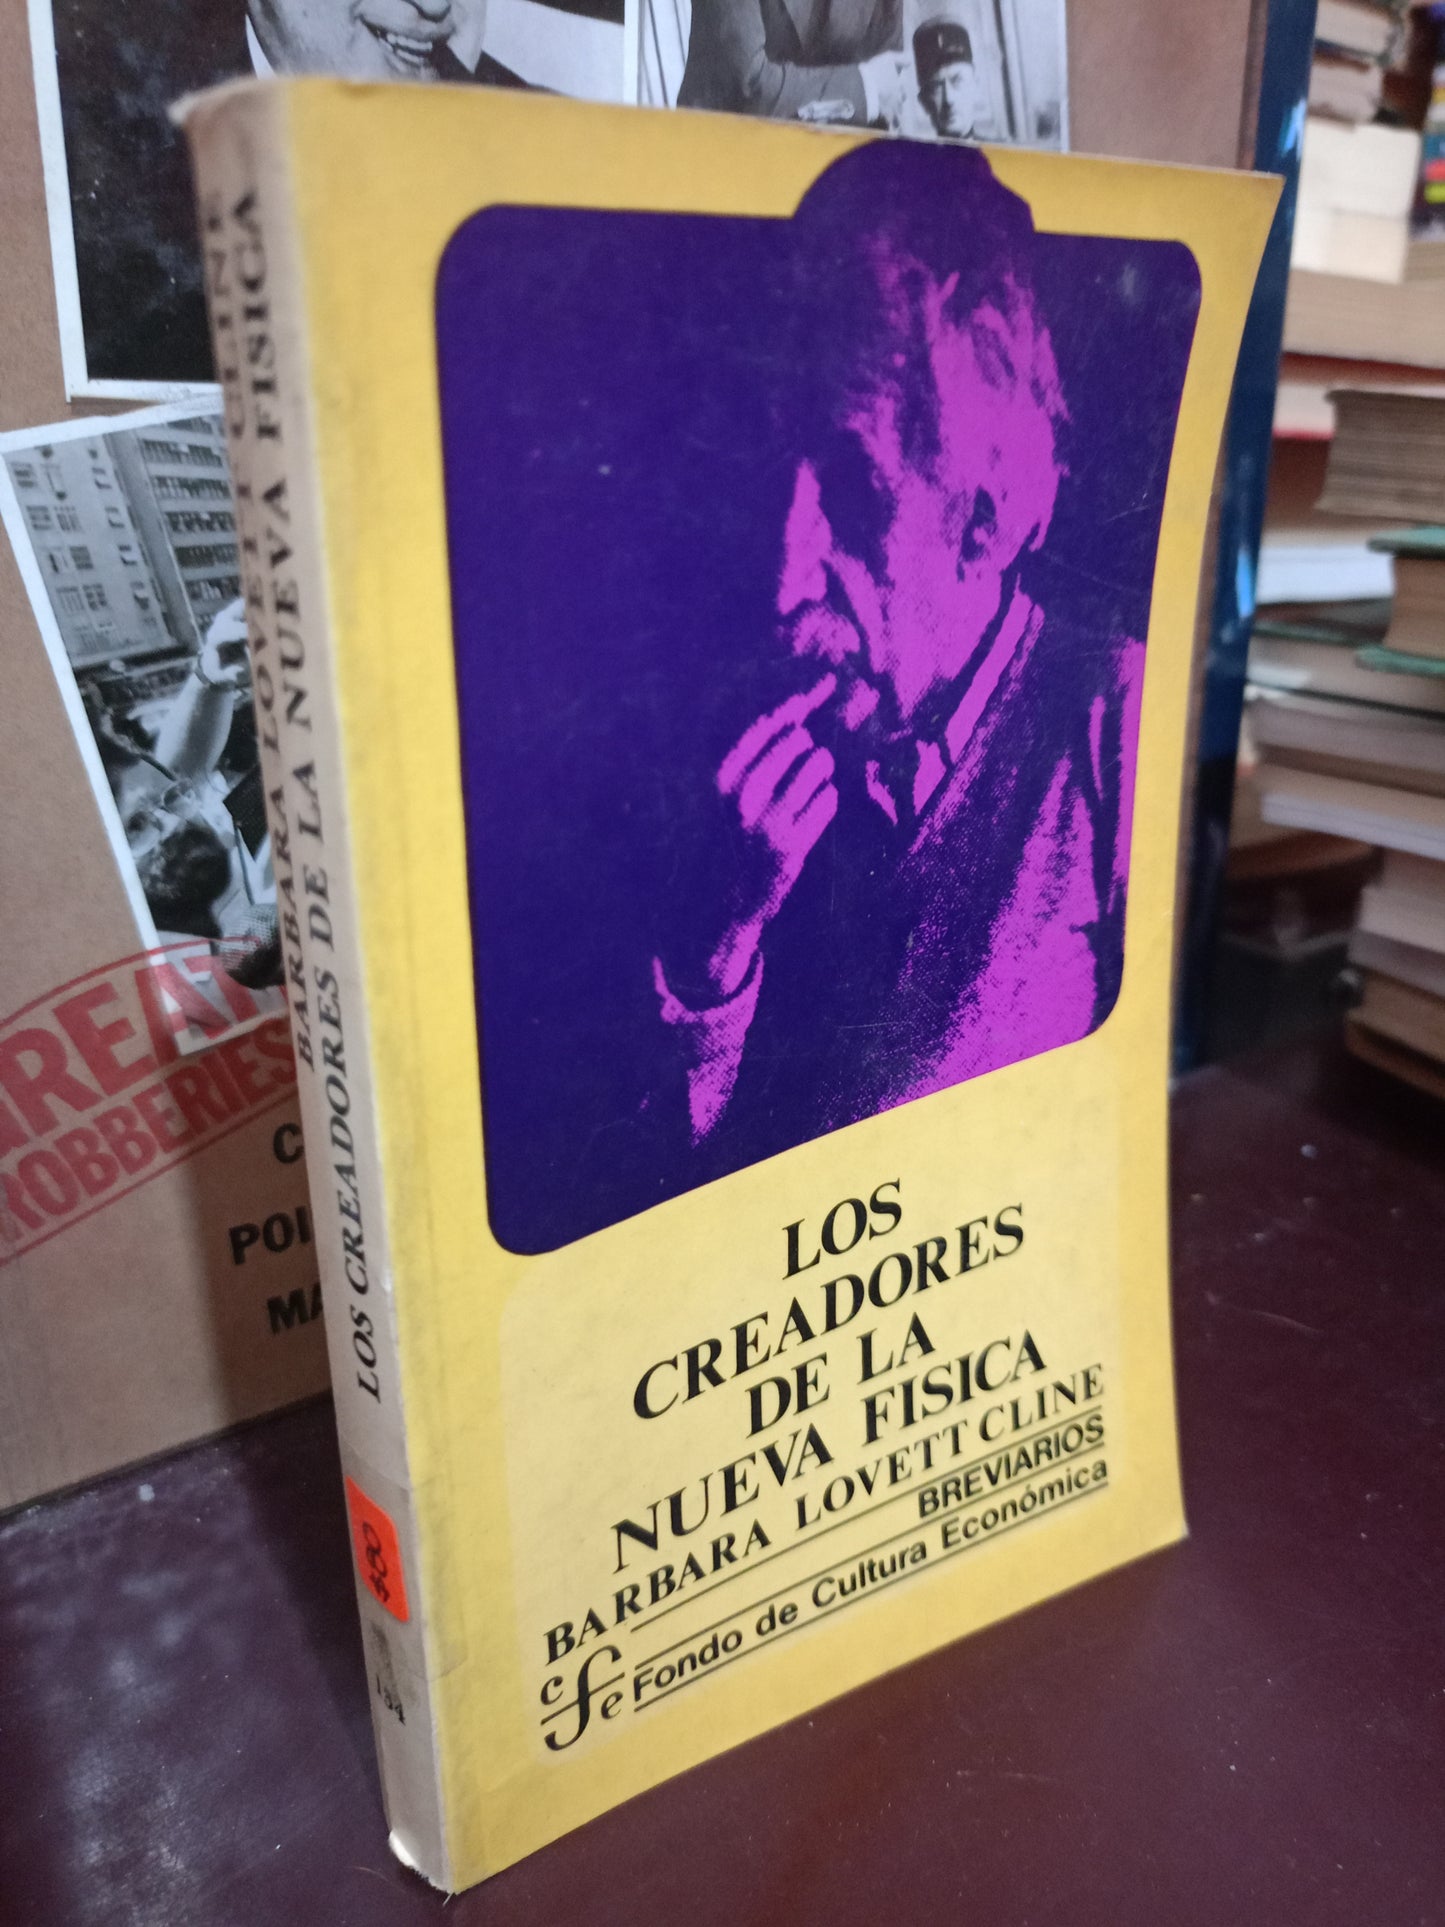 LOS
CREADORES
DE LA
NUEVA FISICA
BARBARA LOVETT CLINE
BREVIARIOS
cfe Fondo de Cultura Económica
BARBARA LOVETT CLINE
LOS CREADORES DE LA NUEVA FISICA
$80
134
GREAT
ROBBERIES